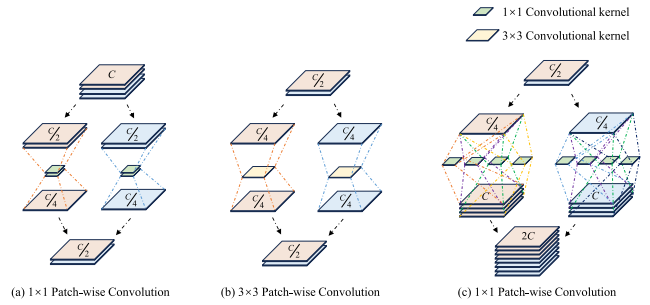 1×1 Convolutional kernel
3×3 Convolutional kernel
C
C/2
C/2
C/4
C/4
C/2
(a) 1×1 Patch-wise Convolution
C/2
C/4
C/4
C/4
C/4
C/2
(b) 3×3 Patch-wise Convolution
C/2
C/4
C/4
C
C
2C
(c) 1×1 Patch-wise Convolution